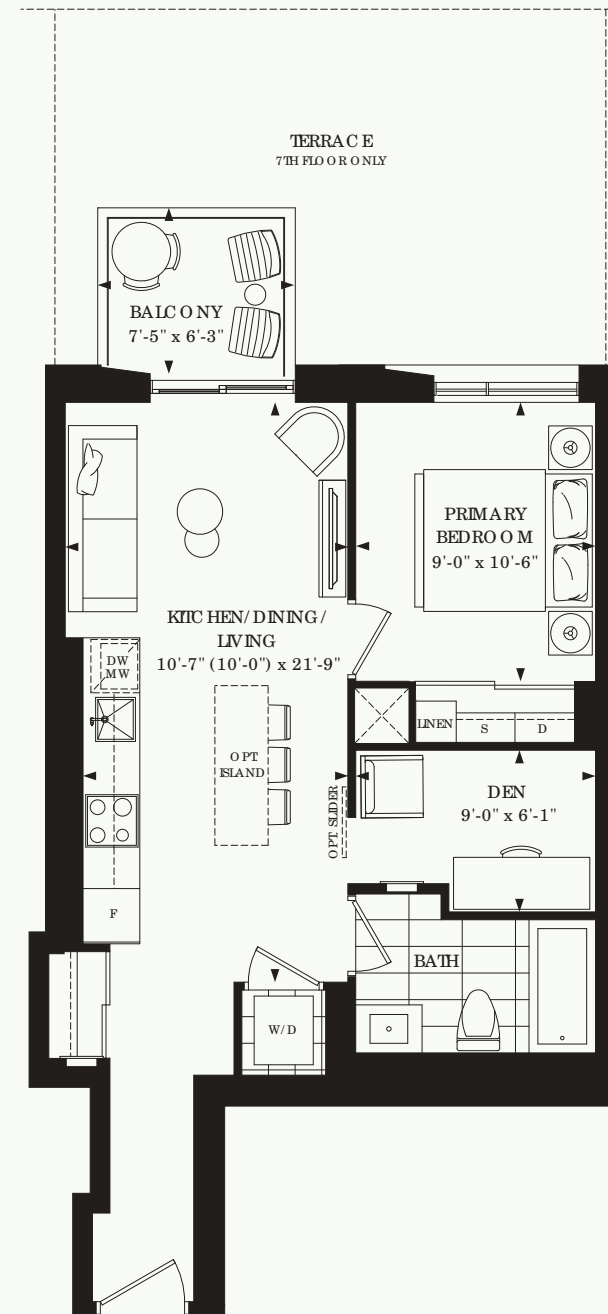 TERRACE
7TH FLOOR ONLY
BALCONY
7'-5" x 6'-3"
PRIMARY
BEDROOM
9'-0" x 10'-6"
KITCHEN/DINING/
LIVING
10'-7" (10'-0") x 21'-9"
DW
MW
LINEN
S
D
OPT.
ISLAND
OPT. SLIDER
DEN
9'-0" x 6'-1"
F
BATH
W/D